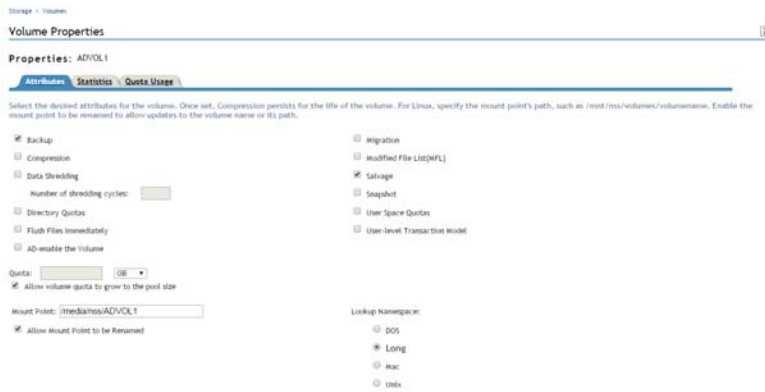 Storage > Volumes
Volume Properties
Properties: ADVOL1
Attributes Statistics Quota Usage
Select the desired attributes for the volume. Once set, Compression persists for the life of the volume. For Linux, specify the mount point's path, such as /mnt/nss/volumes/volumename. Enable the
mount point to be renamed to allow updates to the volume name or its path.
Backup
Migration
Compression
Modified File List(MFL)
Data Shredding
Salvage
Number of shredding cycles:
Snapshot
Directory Quotas
User Space Quotas
Flush Files Immediately
User-level Transaction Model
AD-enable the Volume
Quota: GB
Allow volume quota to grow to the pool size
Mount Point: /media/nss/ADVOL1
Lookup Namespace:
Allow Mount Point to be Renamed
DOS
Long
Mac
Unix